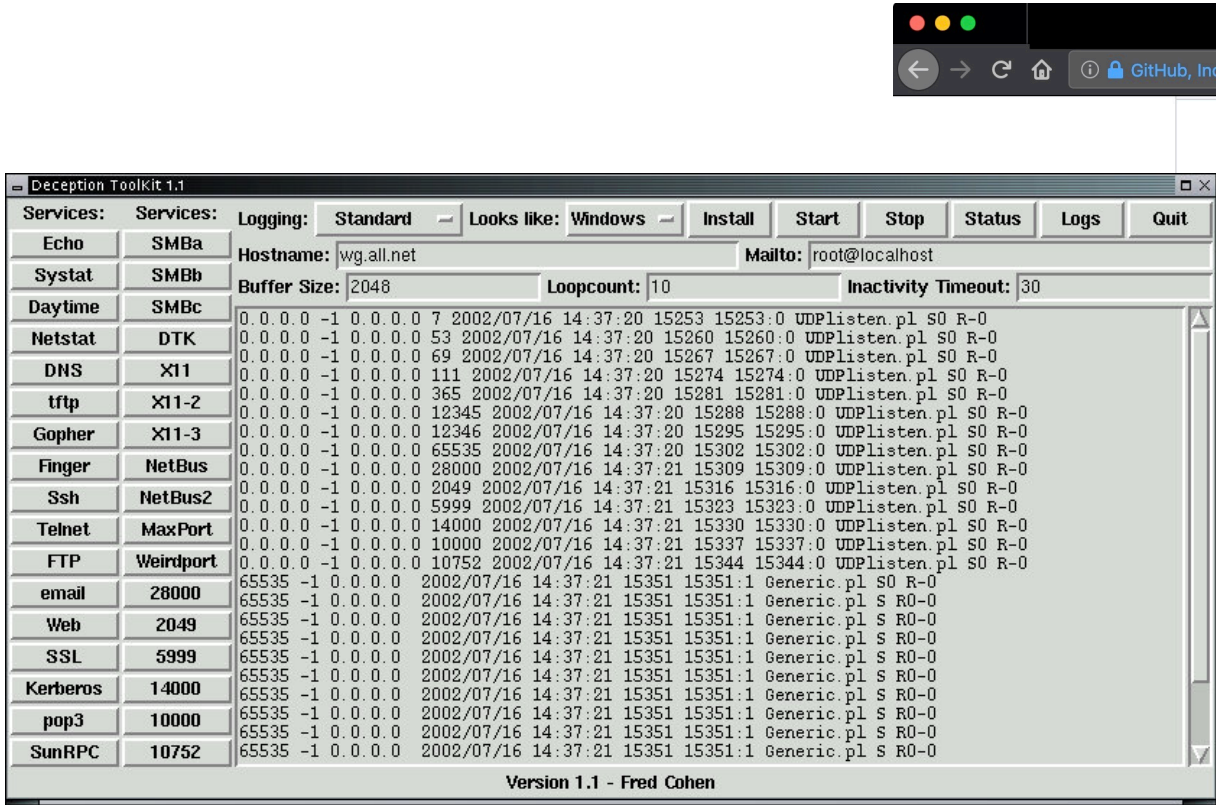 GitHub, Inc
Deception ToolKit 1.1
Services: Services: Logging: Standard Looks like: Windows Install Start Stop Status Logs Quit
Echo SMBa
Hostname: wg.all.net Mailto: root@localhost
Systat SMBb
Buffer Size: 2048 Loopcount: 10 Inactivity Timeout: 30
Daytime SMBc
Netstat DTK
DNS X11
tftp X11-2
Gopher X11-3
Finger NetBus
Ssh NetBus2
Telnet MaxPort
FTP Weirdport
email 28000
Web 2049
SSL 5999
Kerberos 14000
pop3 10000
SunRPC 10752
0.0.0.0 -1 0.0.0.0 7 2002/07/16 14:37:20 15253 15253:0 UDPlisten.pl S0 R-0
0.0.0.0 -1 0.0.0.0 53 2002/07/16 14:37:20 15260 15260:0 UDPlisten.pl S0 R-0
0.0.0.0 -1 0.0.0.0 69 2002/07/16 14:37:20 15267 15267:0 UDPlisten.pl S0 R-0
0.0.0.0 -1 0.0.0.0 111 2002/07/16 14:37:20 15274 15274:0 UDPlisten.pl S0 R-0
0.0.0.0 -1 0.0.0.0 365 2002/07/16 14:37:20 15281 15281:0 UDPlisten.pl S0 R-0
0.0.0.0 -1 0.0.0.0 12345 2002/07/16 14:37:20 15288 15288:0 UDPlisten.pl S0 R-0
0.0.0.0 -1 0.0.0.0 12346 2002/07/16 14:37:20 15295 15295:0 UDPlisten.pl S0 R-0
0.0.0.0 -1 0.0.0.0 65535 2002/07/16 14:37:20 15302 15302:0 UDPlisten.pl S0 R-0
0.0.0.0 -1 0.0.0.0 28000 2002/07/16 14:37:21 15309 15309:0 UDPlisten.pl S0 R-0
0.0.0.0 -1 0.0.0.0 2049 2002/07/16 14:37:21 15316 15316:0 UDPlisten.pl S0 R-0
0.0.0.0 -1 0.0.0.0 5999 2002/07/16 14:37:21 15323 15323:0 UDPlisten.pl S0 R-0
0.0.0.0 -1 0.0.0.0 14000 2002/07/16 14:37:21 15330 15330:0 UDPlisten.pl S0 R-0
0.0.0.0 -1 0.0.0.0 10000 2002/07/16 14:37:21 15337 15337:0 UDPlisten.pl S0 R-0
0.0.0.0 -1 0.0.0.0 10752 2002/07/16 14:37:21 15344 15344:0 UDPlisten.pl S0 R-0
65535 -1 0.0.0.0 2002/07/16 14:37:21 15351 15351:1 Generic.pl S0 R-0
65535 -1 0.0.0.0 2002/07/16 14:37:21 15351 15351:1 Generic.pl S R0-0
65535 -1 0.0.0.0 2002/07/16 14:37:21 15351 15351:1 Generic.pl S R0-0
65535 -1 0.0.0.0 2002/07/16 14:37:21 15351 15351:1 Generic.pl S R0-0
65535 -1 0.0.0.0 2002/07/16 14:37:21 15351 15351:1 Generic.pl S R0-0
65535 -1 0.0.0.0 2002/07/16 14:37:21 15351 15351:1 Generic.pl S R0-0
65535 -1 0.0.0.0 2002/07/16 14:37:21 15351 15351:1 Generic.pl S R0-0
65535 -1 0.0.0.0 2002/07/16 14:37:21 15351 15351:1 Generic.pl S R0-0
65535 -1 0.0.0.0 2002/07/16 14:37:21 15351 15351:1 Generic.pl S R0-0
65535 -1 0.0.0.0 2002/07/16 14:37:21 15351 15351:1 Generic.pl S R0-0
Version 1.1 - Fred Cohen